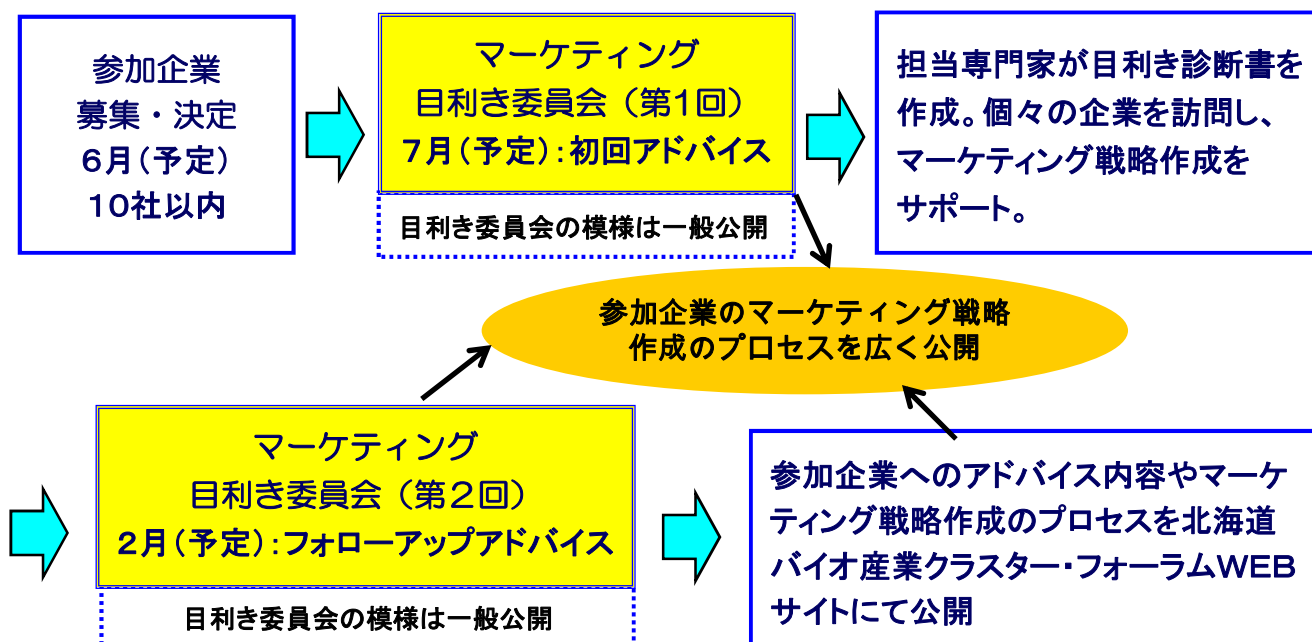 参加企業
募集・決定
6月(予定)
10社以内
マーケティング
目利き委員会(第1回)
7月(予定):初回アドバイス
目利き委員会の模様は一般公開
担当専門家が目利き診断書を
作成。個々の企業を訪問し、
マーケティング戦略作成を
サポート。
参加企業のマーケティング戦略
作成のプロセスを広く公開
マーケティング
目利き委員会(第2回)
2月(予定):フォローアップアドバイス
目利き委員会の模様は一般公開
参加企業へのアドバイス内容やマーケ
ティング戦略作成のプロセスを北海道
バイオ産業クラスター・フォーラムWEB
サイトにて公開